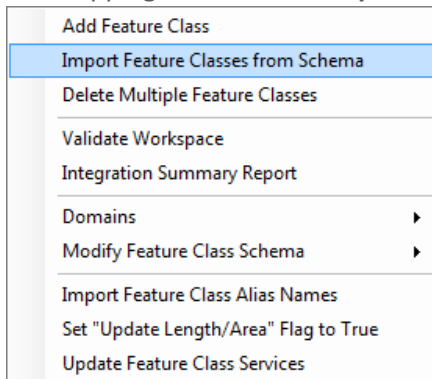 Add Feature Class
Import Feature Classes from Schema
Delete Multiple Feature Classes
Validate Workspace
Integration Summary Report
Domains
Modify Feature Class Schema
Import Feature Class Alias Names
Set "Update Length/Area" Flag to True
Update Feature Class Services